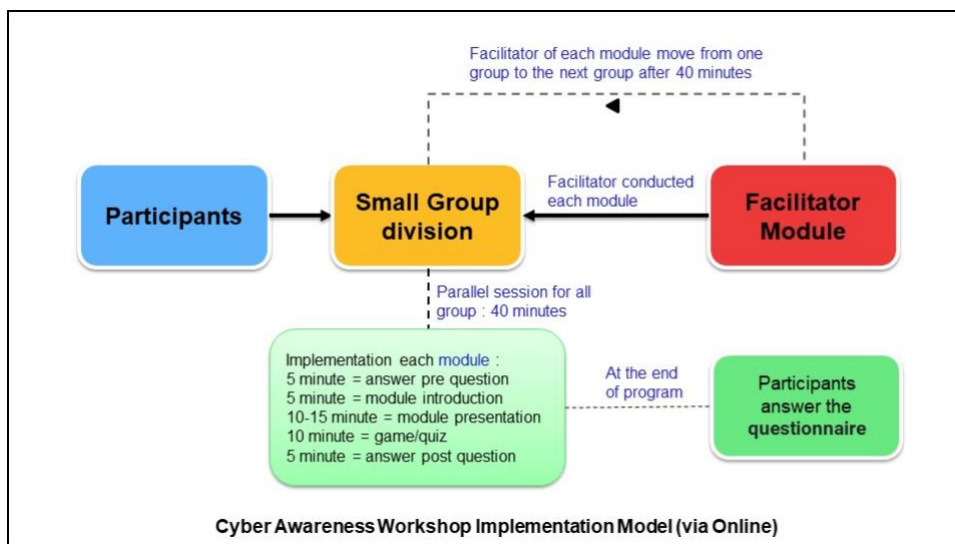 Facilitator of each module move from one
group to the next group after 40 minutes
Participants
Small Group
division
Facilitator conducted
each module
Facilitator
Module
Parallel session for all
group : 40 minutes
Implementation each module :
5 minute = answer pre question
5 minute = module introduction
10-15 minute = module presentation
10 minute = game/quiz
5 minute = answer post question
At the end
of program
Participants
answer the
questionnaire
Cyber Awareness Workshop Implementation Model (via Online)